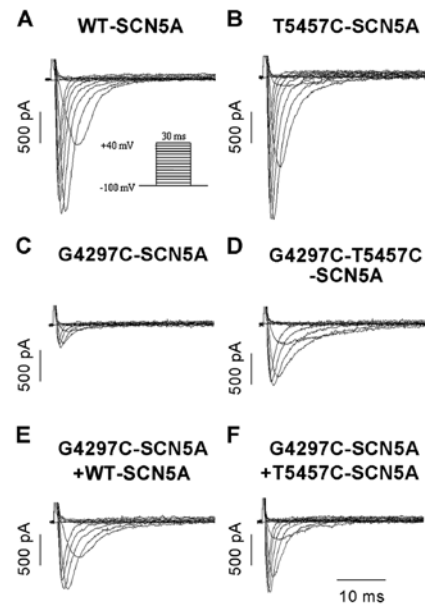 A
WT-SCN5A
500 pA
+40 mV
30 ms
-100 mV
B
T5457C-SCN5A
500 pA
C
G4297C-SCN5A
500 pA
D
G4297C-T5457C
-SCN5A
500 pA
E
G4297C-SCN5A
+WT-SCN5A
500 pA
F
G4297C-SCN5A
+T5457C-SCN5A
500 pA
10 ms